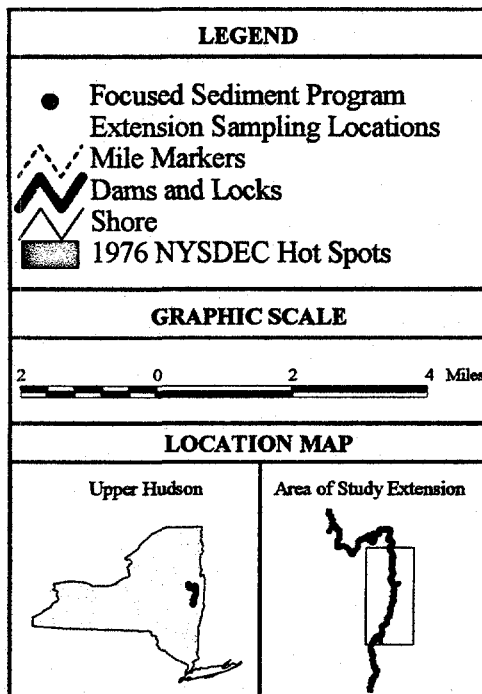 LEGEND
Focused Sediment Program
Extension Sampling Locations
Mile Markers
Dams and Locks
Shore
1976 NYSDEC Hot Spots
GRAPHIC SCALE
2 0 2 4 Miles
LOCATION MAP
Upper Hudson Area of Study Extension